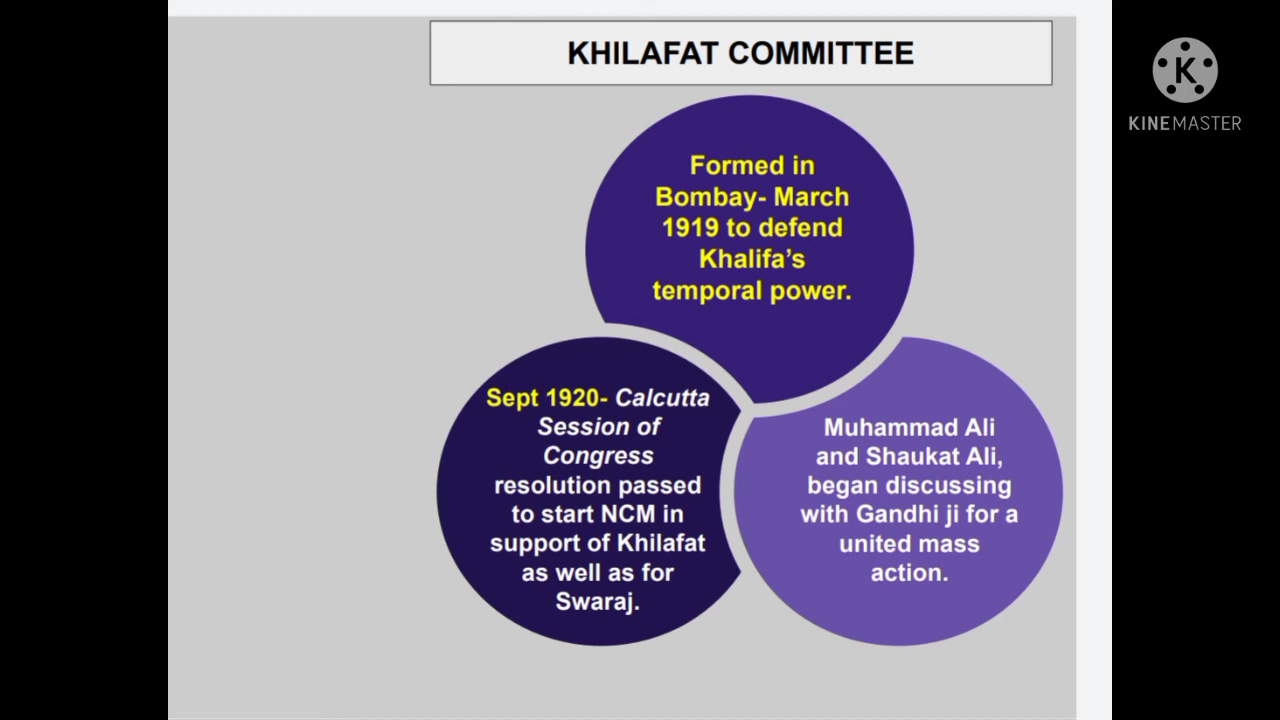 KHILAFAT COMMITTEE
KINEMASTER
Formed in
Bombay- March
1919 to defend
Khalifa’s
temporal power.
Sept 1920- Calcutta
Session of
Congress
resolution passed
to start NCM in
support of Khilafat
as well as for
Swaraj.
Muhammad Ali
and Shaukat Ali,
began discussing
with Gandhi ji for a
united mass
action.